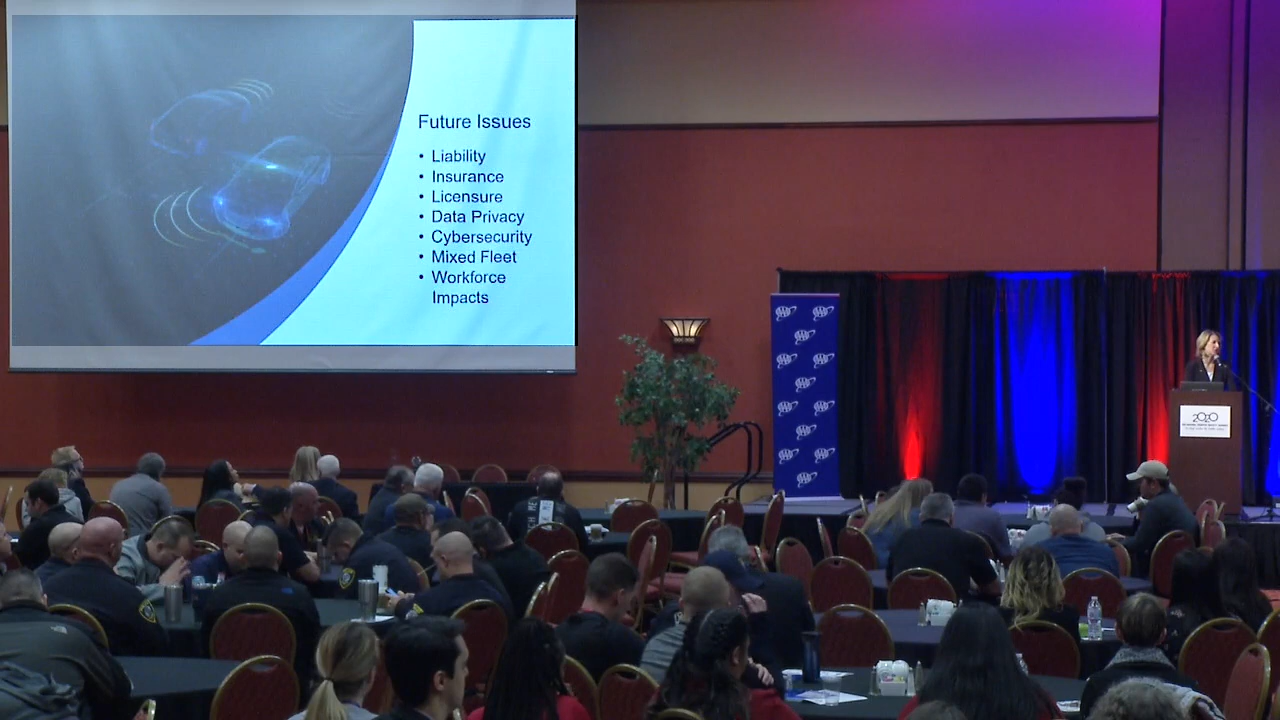 Future Issues
• Liability
• Insurance
• Licensure
• Data Privacy
• Cybersecurity
• Mixed Fleet
• Workforce
Impacts
2020